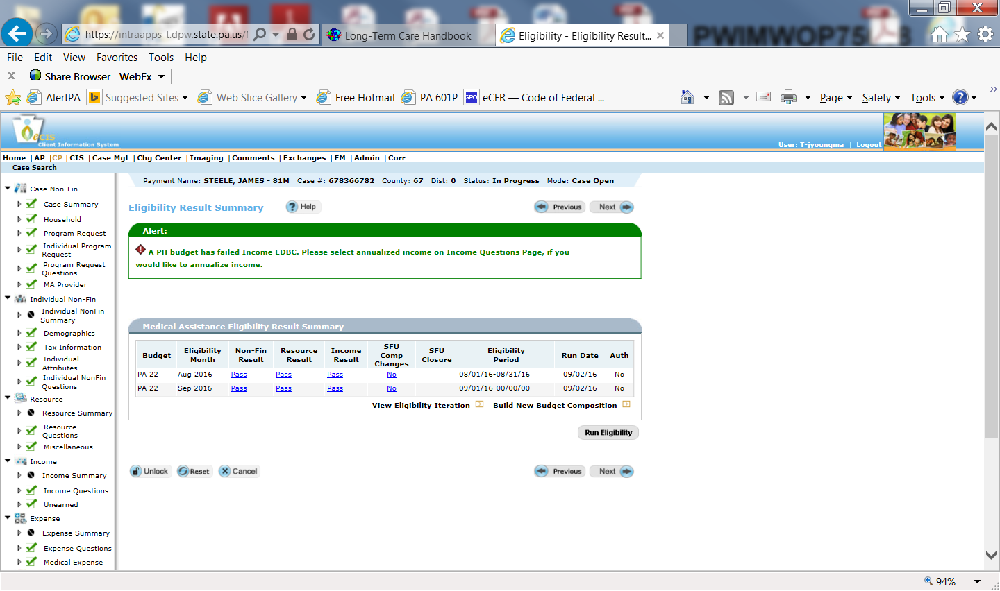 PWIMWOP75
https://intraapps-t.dpw.state.pa.us/
Long-Term Care Handbook
Eligibility - Eligibility Result...
File Edit View Favorites Tools Help
x Share Browser WebEx
AlertPA Suggested Sites Web Slice Gallery Free Hotmail PA 601P GPO eCFR — Code of Federal ... Page Safety Tools
eCIS
Client Information System
User: T-jyoungma | Logout
Home | AP | CP | CIS | Case Mgt | Chg Center | Imaging | Comments | Exchanges | FM | Admin | Corr
Case Search
Case Non-Fin
Case Summary
Household
Program Request
Individual Program
Request
Program Request
Questions
MA Provider
Individual Non-Fin
Individual NonFin
Summary
Demographics
Tax Information
Individual
Attributes
Individual NonFin
Questions
Resource
Resource Summary
Resource
Questions
Miscellaneous
Income
Income Summary
Income Questions
Unearned
Expense
Expense Summary
Expense Questions
Medical Expense
Payment Name: STEELE, JAMES - 81M Case #: 678366782 County: 67 Dist: 0 Status: In Progress Mode: Case Open
Eligibility Result Summary
? Help
Previous Next
Alert:
A PH budget has failed Income EDBC. Please select annualized income on Income Questions Page, if you
would like to annualize income.
Medical Assistance Eligibility Result Summary
Budget Eligibility Month Non-Fin Result Resource Result Income Result SFU Comp Changes SFU Closure Eligibility Period Run Date Auth
PA 22 Aug 2016 Pass Pass Pass No 08/01/16-08/31/16 09/02/16 No
PA 22 Sep 2016 Pass Pass Pass No 09/01/16-00/00/00 09/02/16 No
View Eligibility Iteration Build New Budget Composition
Run Eligibility
Unlock Reset Cancel Previous Next
94%